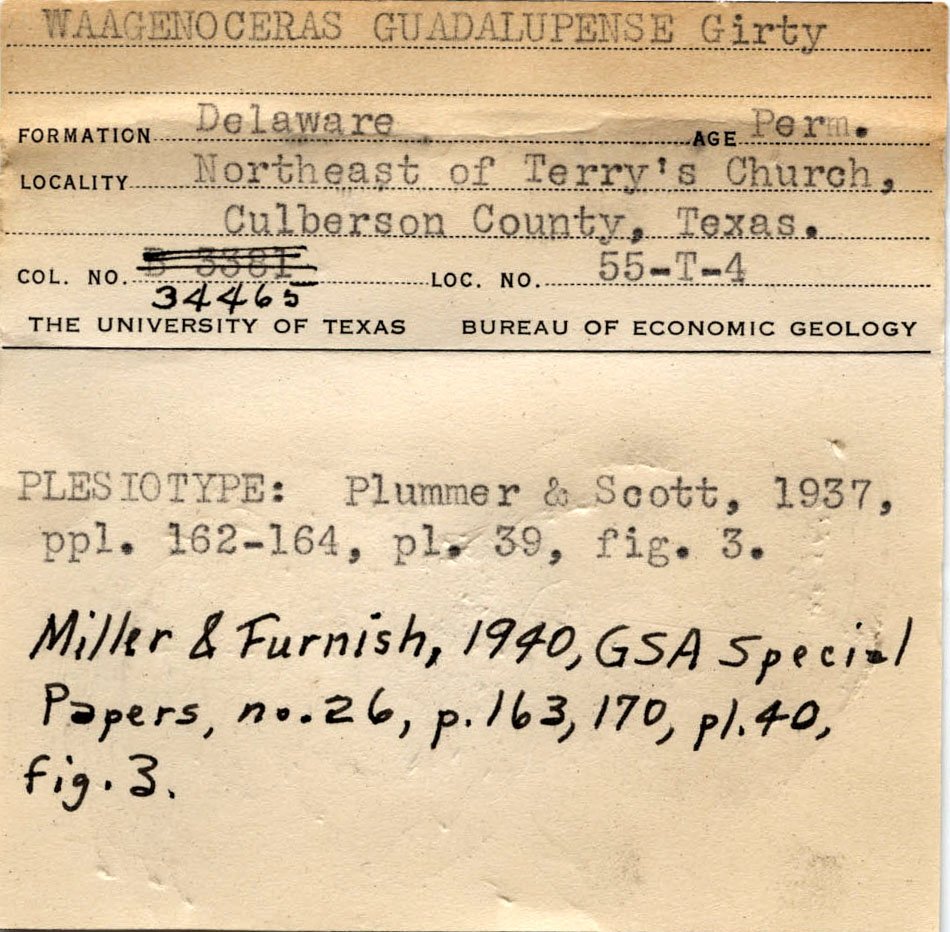 WAAGENOCERAS GUADALUPENSE Girty
FORMATION Delaware AGE Perm.
LOCALITY Northeast of Terry's Church,
Culberson County, Texas.
COL. NO. B 3381 LOC. NO. 55-T-4
34465
THE UNIVERSITY OF TEXAS BUREAU OF ECONOMIC GEOLOGY
PLESIOTYPE: Plummer & Scott, 1937,
ppl. 162-164, pl. 39, fig. 3.
Miller & Furnish, 1940, GSA Special
Papers, no. 26, p. 163, 170, pl. 40,
fig. 3.